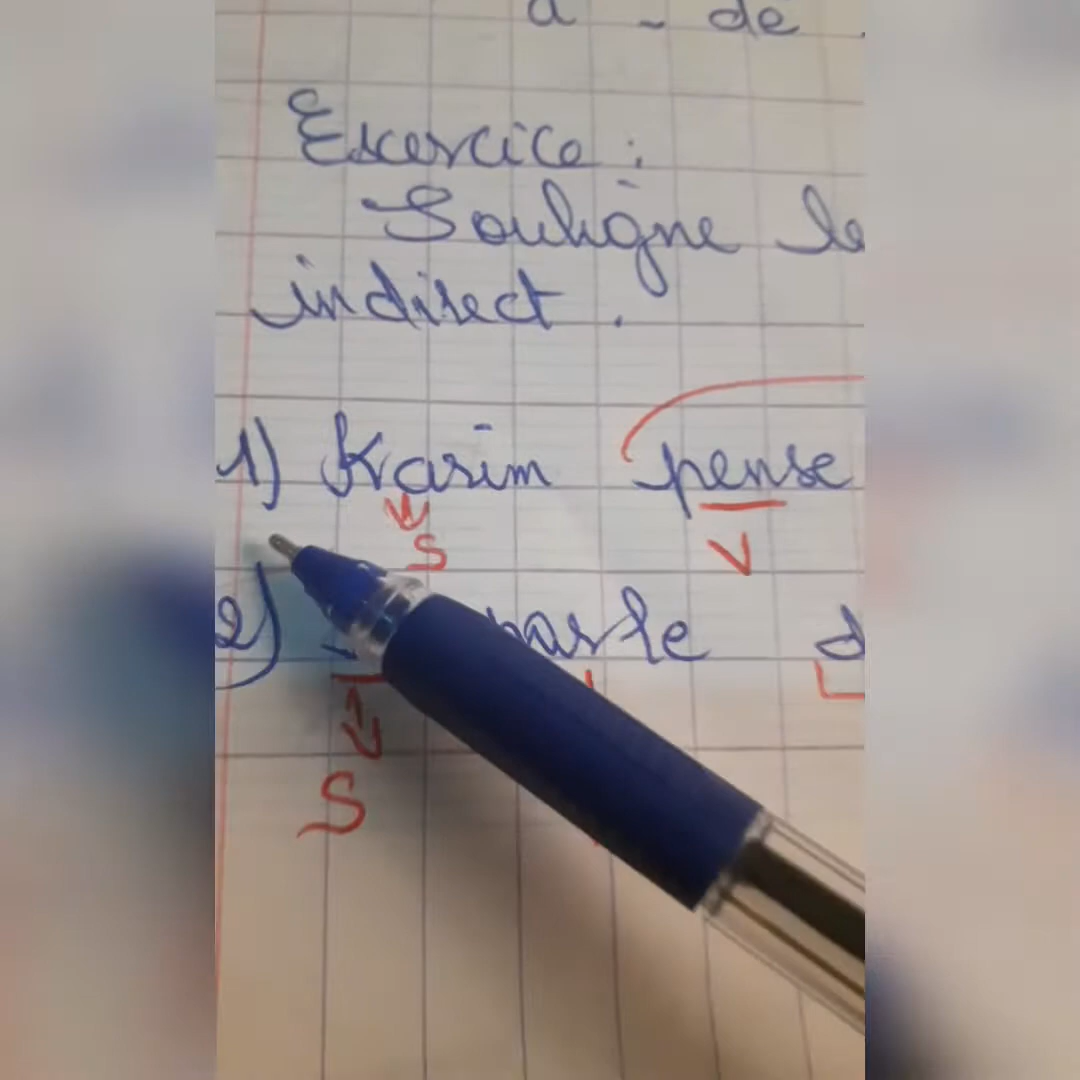 à - de .
Exercice :
Souligne le
indirect .
1) Karim pense
S V
2) parle d
S